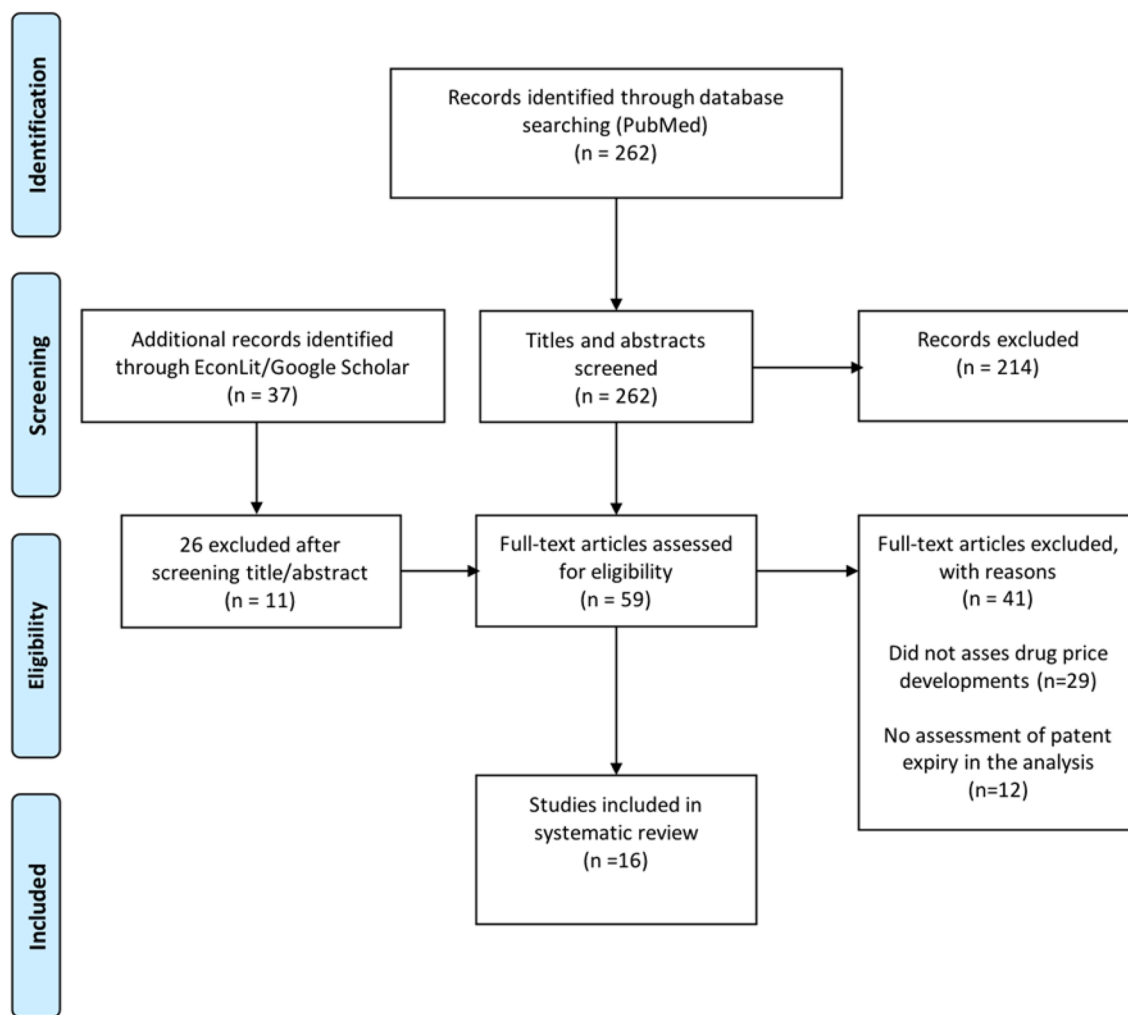 Identification
Records identified through database
searching (PubMed)
(n = 262)
Screening
Additional records identified
through EconLit/Google Scholar
(n = 37)
Titles and abstracts
screened
(n = 262)
Records excluded
(n = 214)
Eligibility
26 excluded after
screening title/abstract
(n = 11)
Full-text articles assessed
for eligibility
(n = 59)
Full-text articles excluded,
with reasons
(n = 41)
Did not asses drug price
developments (n=29)
No assessment of patent
expiry in the analysis
(n=12)
Included
Studies included in
systematic review
(n =16)